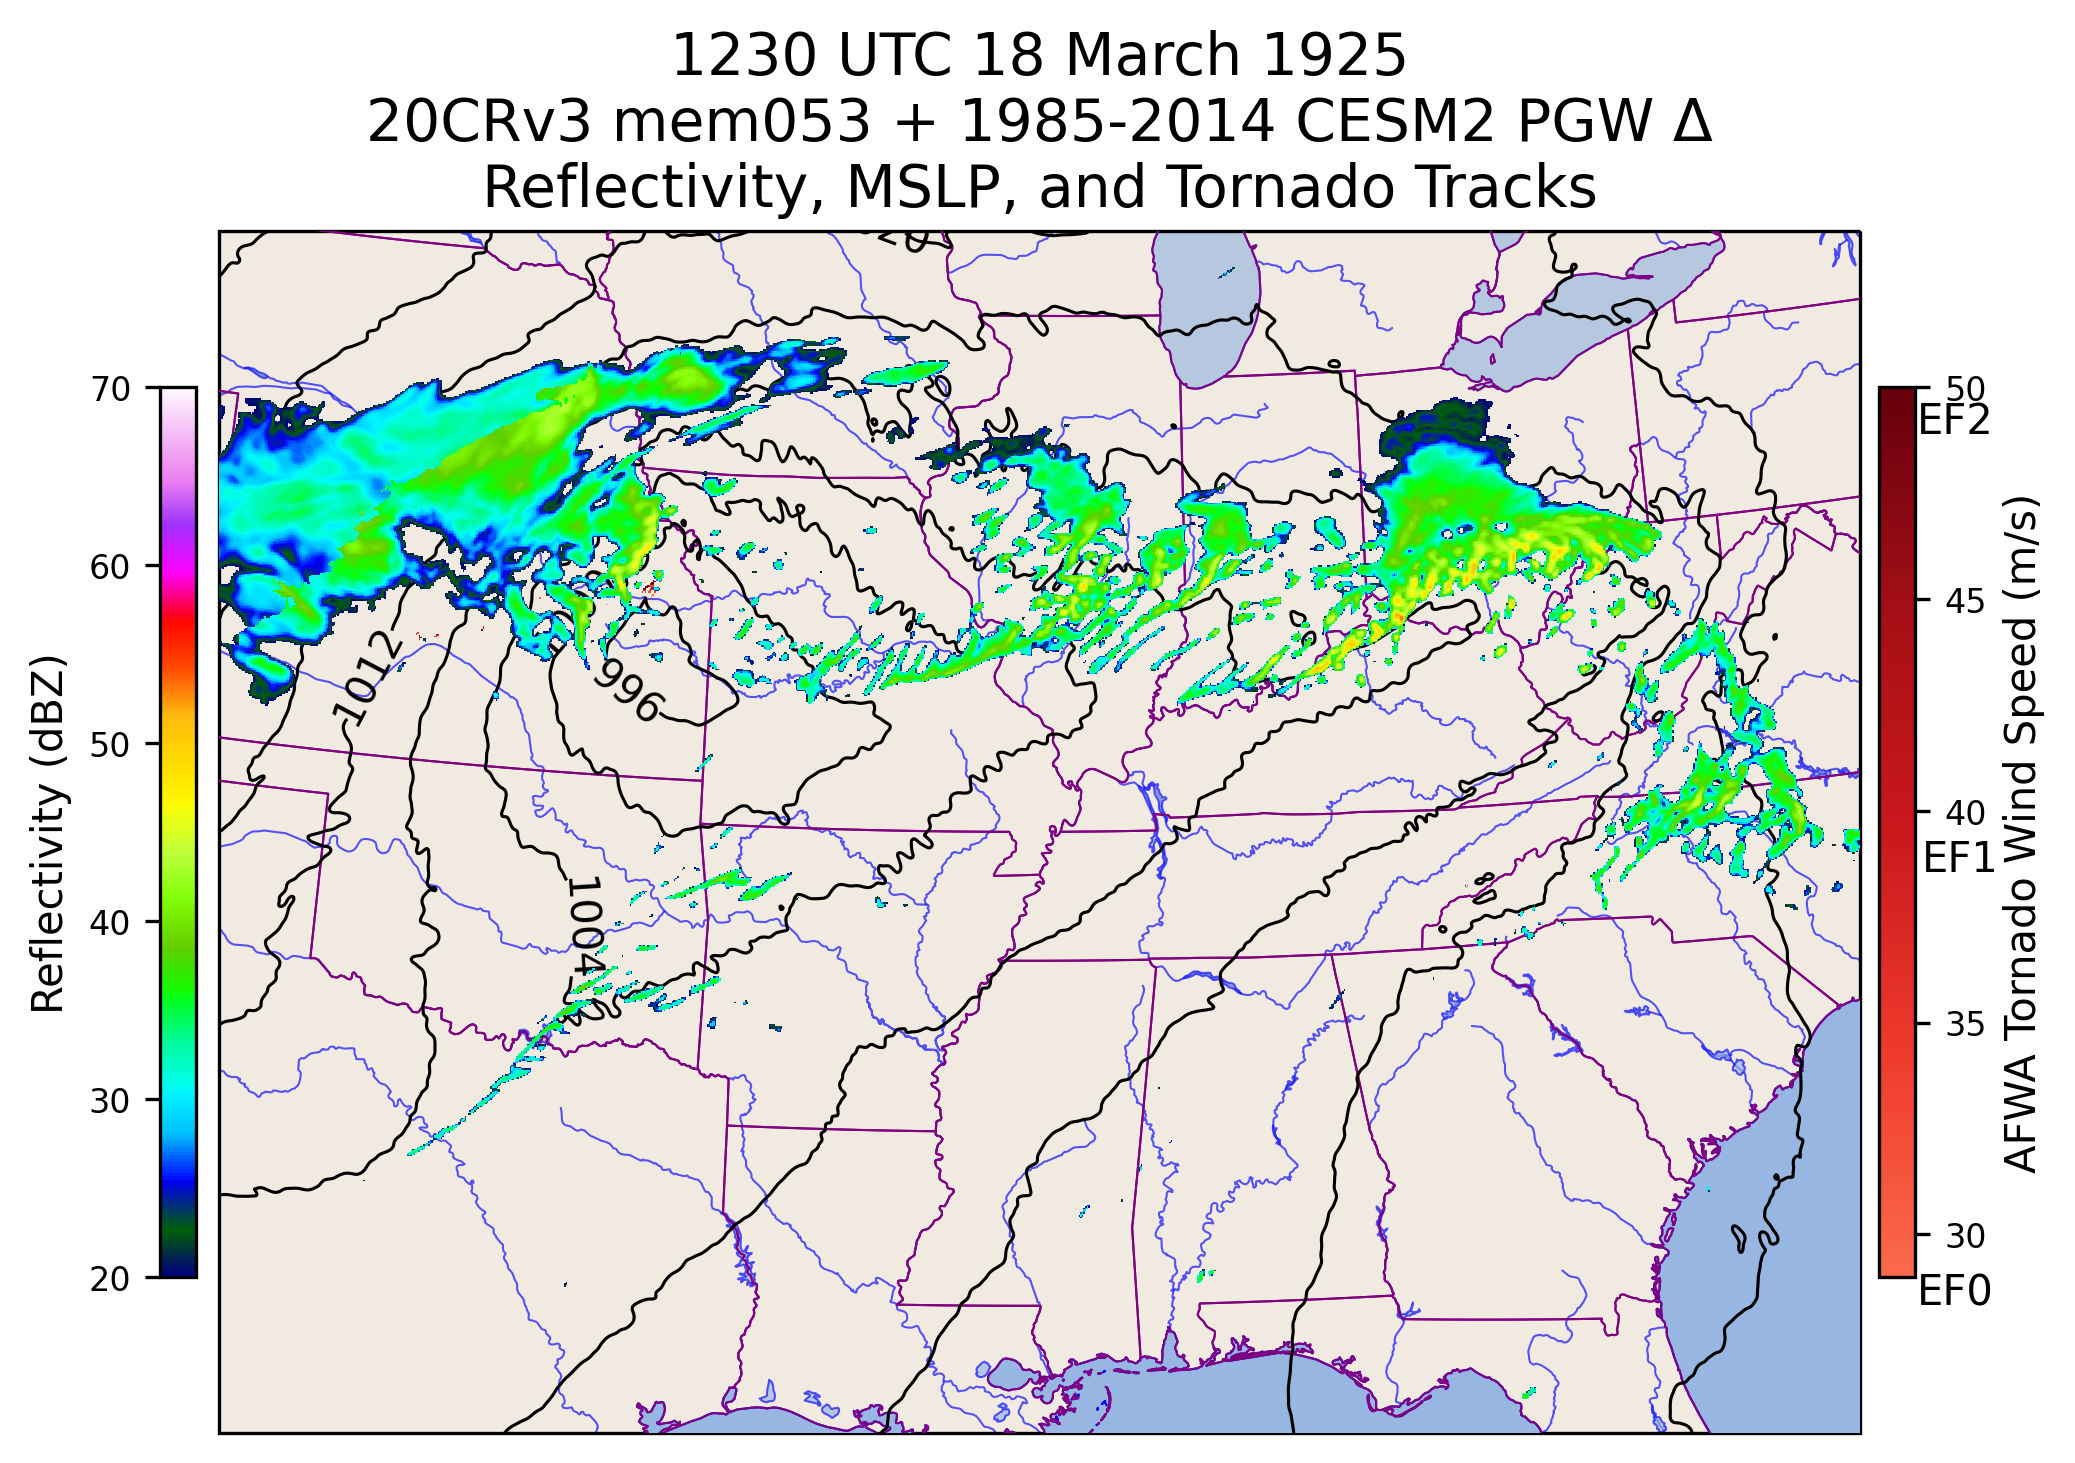 1230 UTC 18 March 1925
20CRv3 mem053 + 1985-2014 CESM2 PGW Δ
Reflectivity, MSLP, and Tornado Tracks
70
60
50
40
30
20
Reflectivity (dBZ)
1012
996
1004
50
EF2
45
40
EF1
35
30
EF0
AFWA Tornado Wind Speed (m/s)